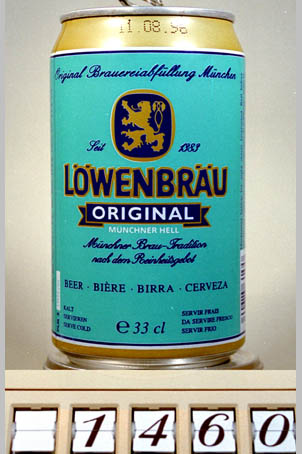 11.08.98
Original Brauereiabfüllung München
Seit 1383
LÖWENBRÄU
ORIGINAL
MÜNCHNER HELL
Münchner Brau-Tradition
nach dem Reinheitsgebot
BEER · BIÈRE · BIRRA · CERVEZA
KALT
SERVIEREN
SERVE COLD
e 33 cl
SERVIR FRAIS
DA SERVIRE FRESCO
SERVIR FRIO
1460